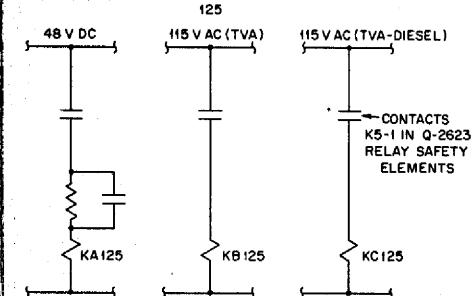 125
48 V DC
115 V AC (TVA)
115 V AC (TVA-DIESEL)
CONTACTS
K5-1 IN Q-2623
RELAY SAFETY
ELEMENTS
KA125
KB125
KC125